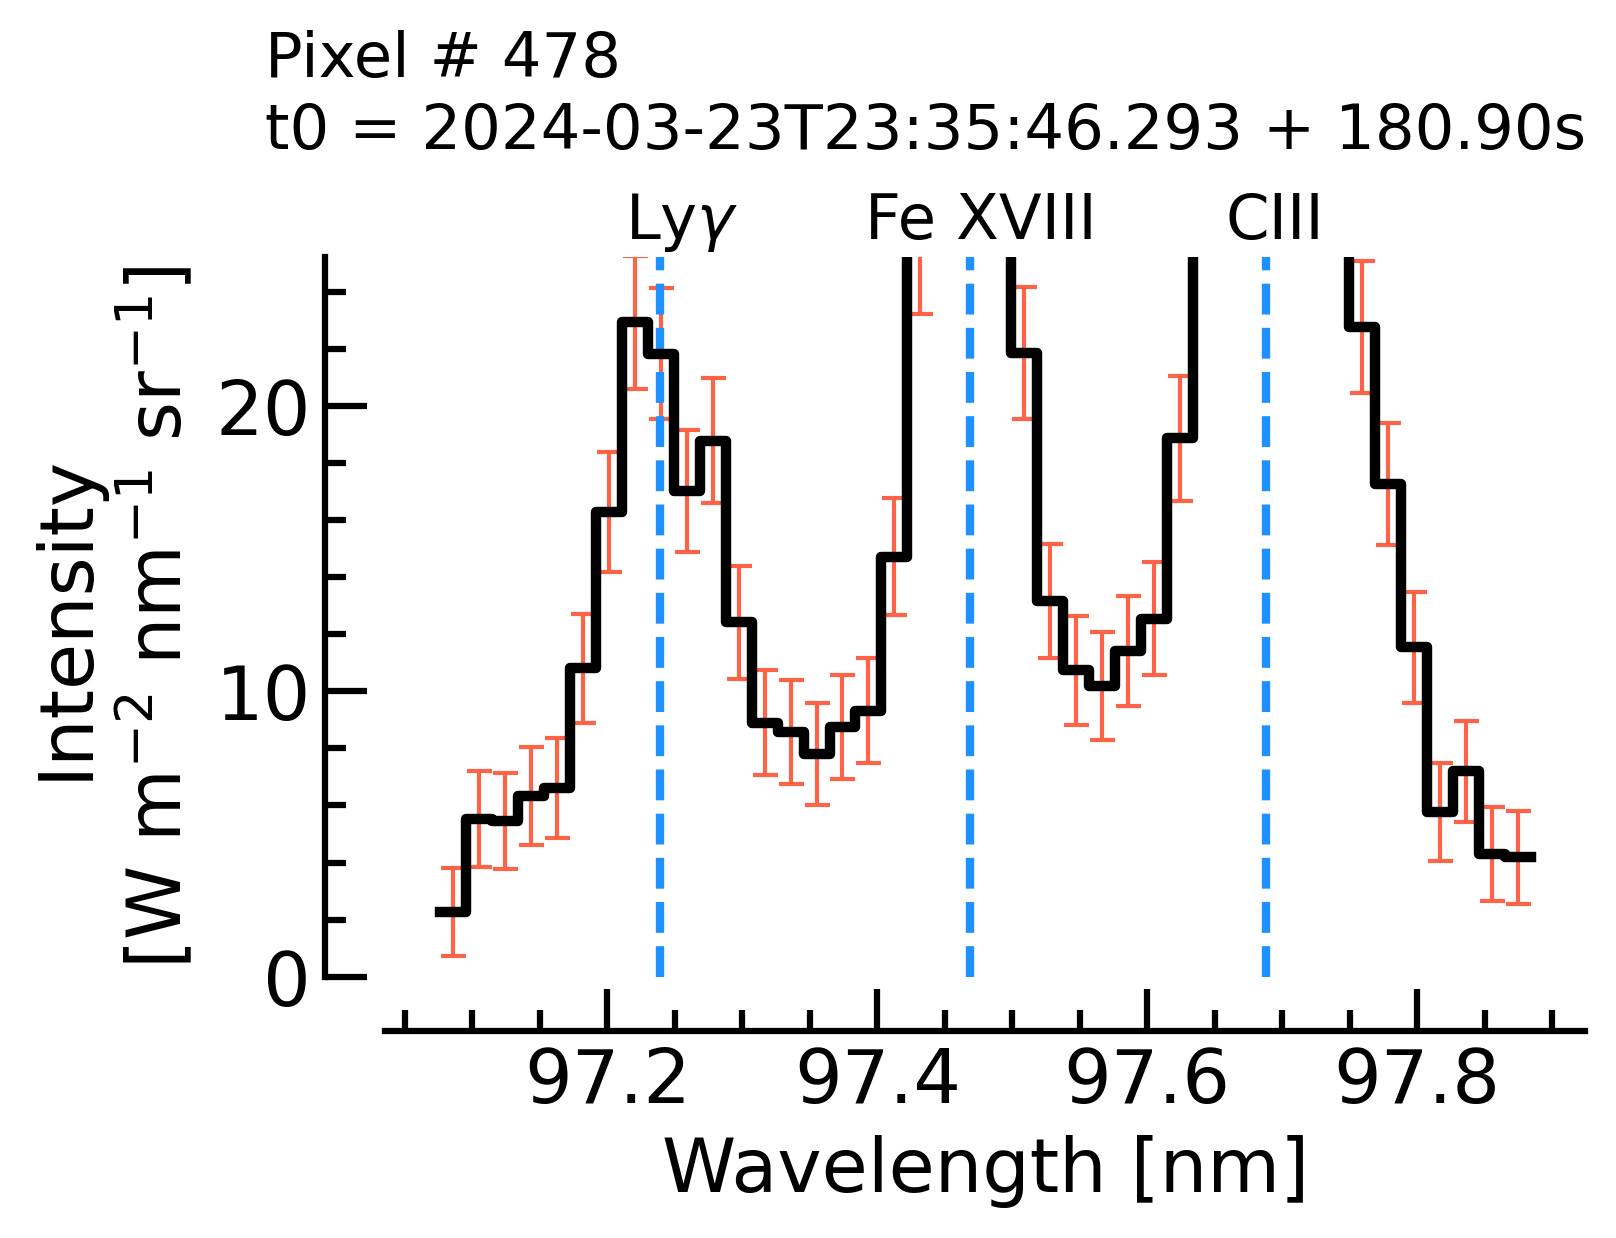 Pixel # 478
t0 = 2024-03-23T23:35:46.293 + 180.90s
Lyγ Fe XVIII CIII
Intensity
[W m⁻² nm⁻¹ sr⁻¹]
20
10
0
97.2 97.4 97.6 97.8
Wavelength [nm]